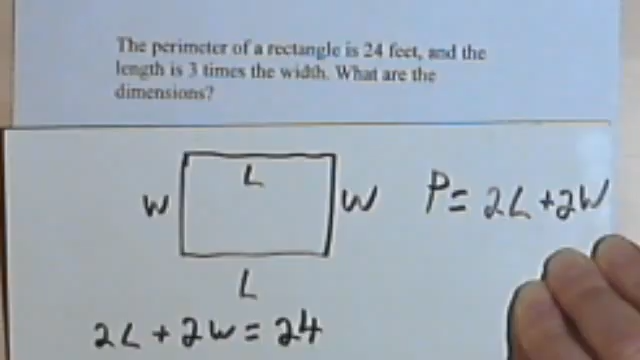 The perimeter of a rectangle is 24 feet, and the
length is 3 times the width. What are the
dimensions?
L
W
W
P = 2L + 2W
L
2L + 2W = 24